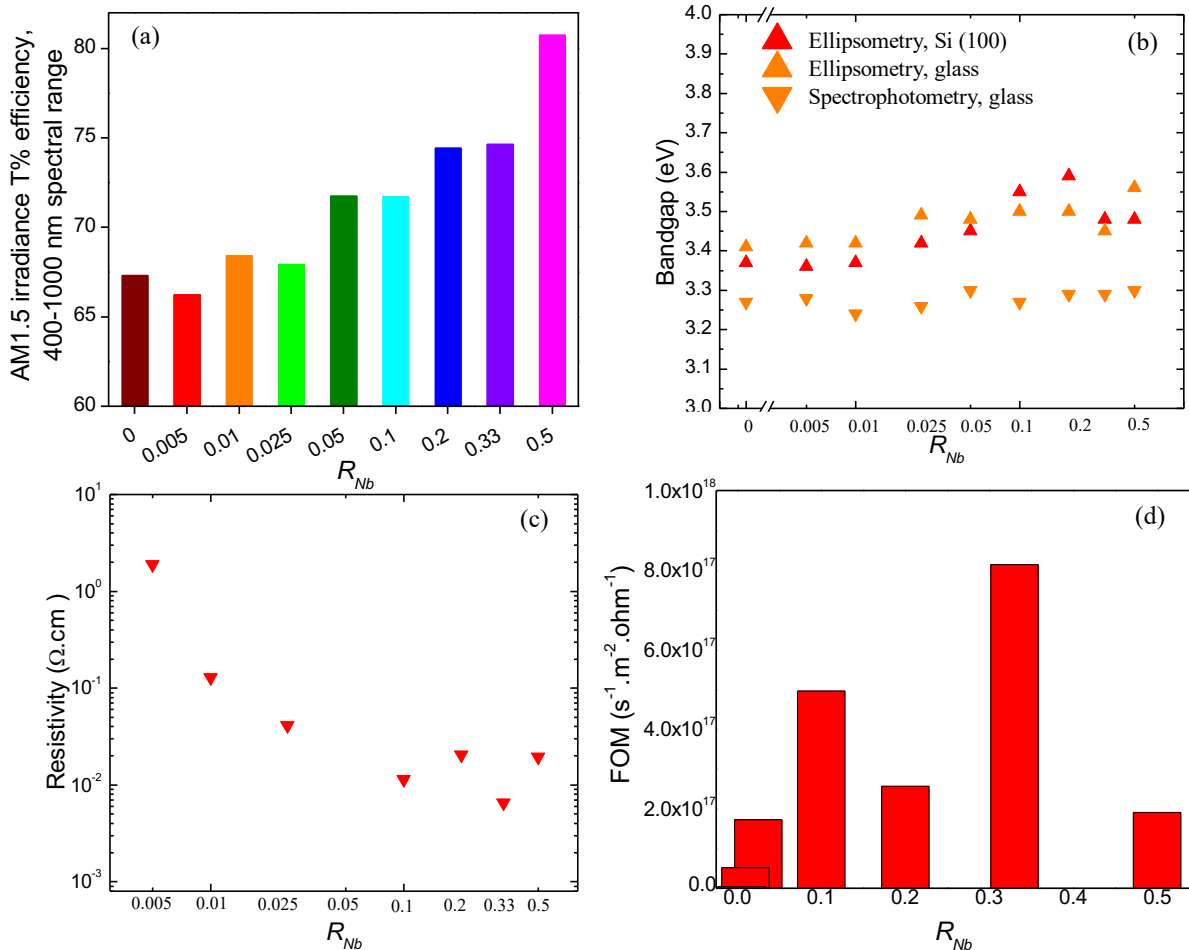 (a)
AM1.5 irradiance T% efficiency,
400-1000 nm spectral range
80
75
70
65
60
0
0.005
0.01
0.025
0.05
0.1
0.2
0.33
0.5
R_Nb
(b)
Ellipsometry, Si (100)
Ellipsometry, glass
Spectrophotometry, glass
Bandgap (eV)
4.0
3.9
3.8
3.7
3.6
3.5
3.4
3.3
3.2
3.1
3.0
0 0.005 0.01 0.025 0.05 0.1 0.2 0.5
R_Nb
(c)
Resistivity (Ω.cm )
10¹
10⁰
10⁻¹
10⁻²
10⁻³
0.005 0.01 0.025 0.05 0.1 0.2 0.33 0.5
R_Nb
(d)
FOM (s⁻¹.m⁻².ohm⁻¹)
1.0x10¹⁸
8.0x10¹⁷
6.0x10¹⁷
4.0x10¹⁷
2.0x10¹⁷
0.0
0.0 0.1 0.2 0.3 0.4 0.5
R_Nb